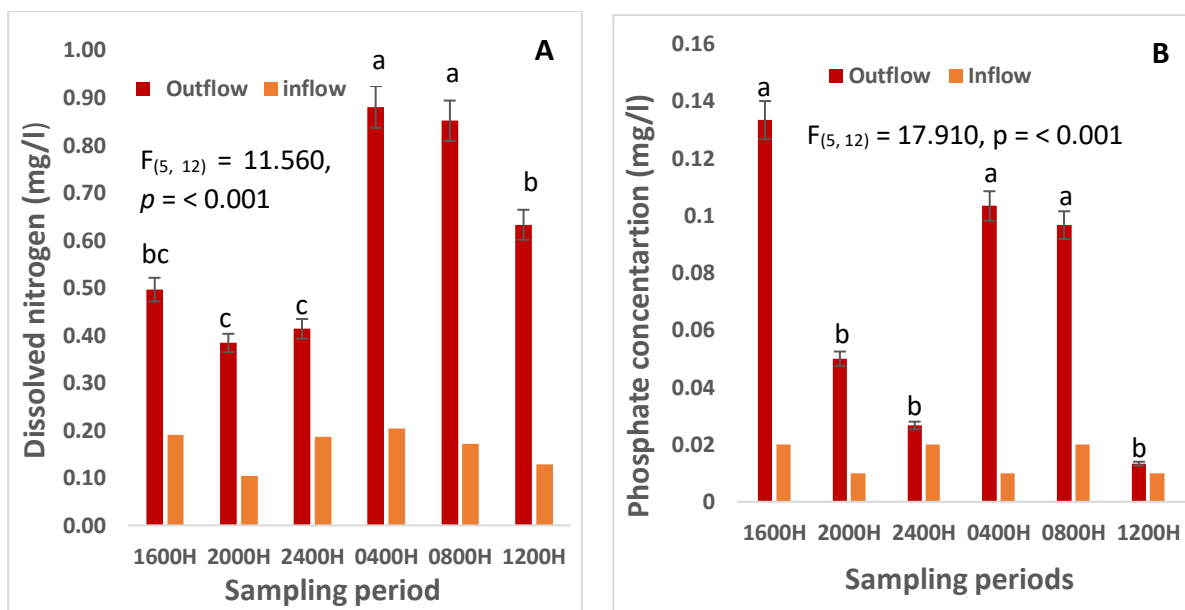 A
Dissolved nitrogen (mg/l)
1.00
0.90
0.80
0.70
0.60
0.50
0.40
0.30
0.20
0.10
0.00
Outflow inflow
F(5, 12) = 11.560,
p = < 0.001
bc
c
c
a
a
b
1600H 2000H 2400H 0400H 0800H 1200H
Sampling period
B
Phosphate concentartion (mg/l)
0.16
0.14
0.12
0.1
0.08
0.06
0.04
0.02
0
Outflow Inflow
F(5, 12) = 17.910, p = < 0.001
a
b
b
a
a
b
1600H 2000H 2400H 0400H 0800H 1200H
Sampling periods